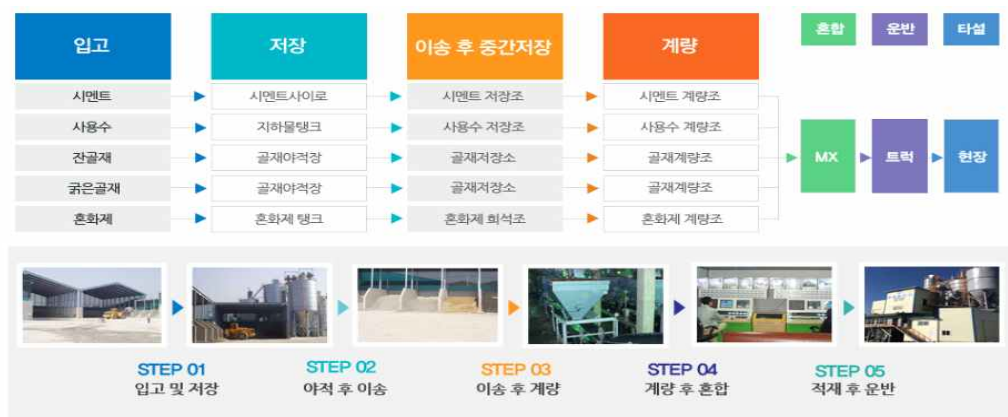 입고 저장 이송 후 중간저장 계량 혼합 운반 타설
시멘트 시멘트사이로 시멘트 저장조 시멘트 계량조
사용수 지하물탱크 사용수 저장조 사용수 계량조
잔골재 골재야적장 골재저장소 골재계량조 MX 트럭 현장
굵은골재 골재야적장 골재저장소 골재계량조
혼화제 혼화제 탱크 혼화제 희석조 혼화제 계량조
STEP 01 STEP 02 STEP 03 STEP 04 STEP 05
입고 및 저장 야적 후 이송 이송 후 계량 계량 후 혼합 적재 후 운반